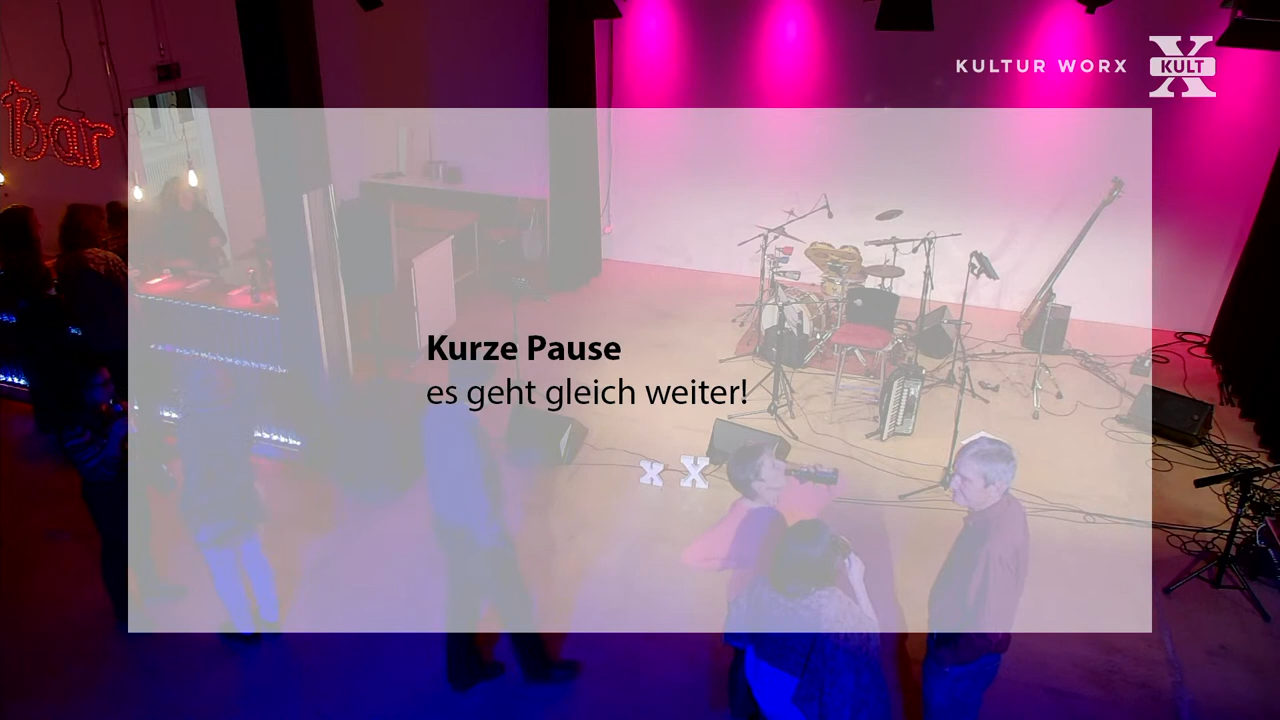 KULTUR WORX
X
KULT
Bar
Kurze Pause
es geht gleich weiter!
X X